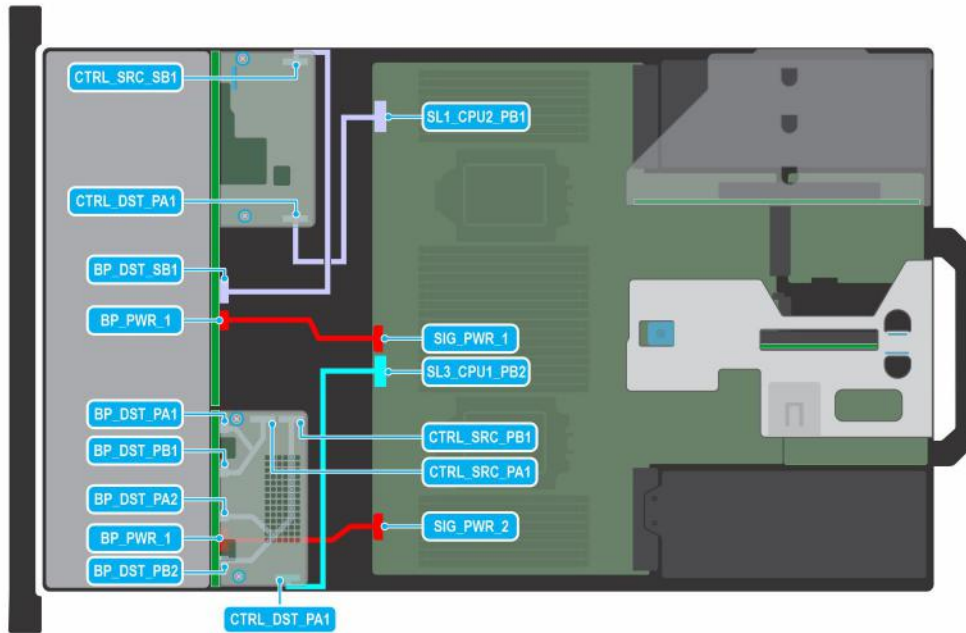 CTRL_SRC_SB1
SL1_CPU2_PB1
CTRL_DST_PA1
BP_DST_SB1
BP_PWR_1
SIG_PWR_1
SL3_CPU1_PB2
BP_DST_PA1
CTRL_SRC_PB1
BP_DST_PB1
CTRL_SRC_PA1
BP_DST_PA2
SIG_PWR_2
BP_PWR_1
BP_DST_PB2
CTRL_DST_PA1